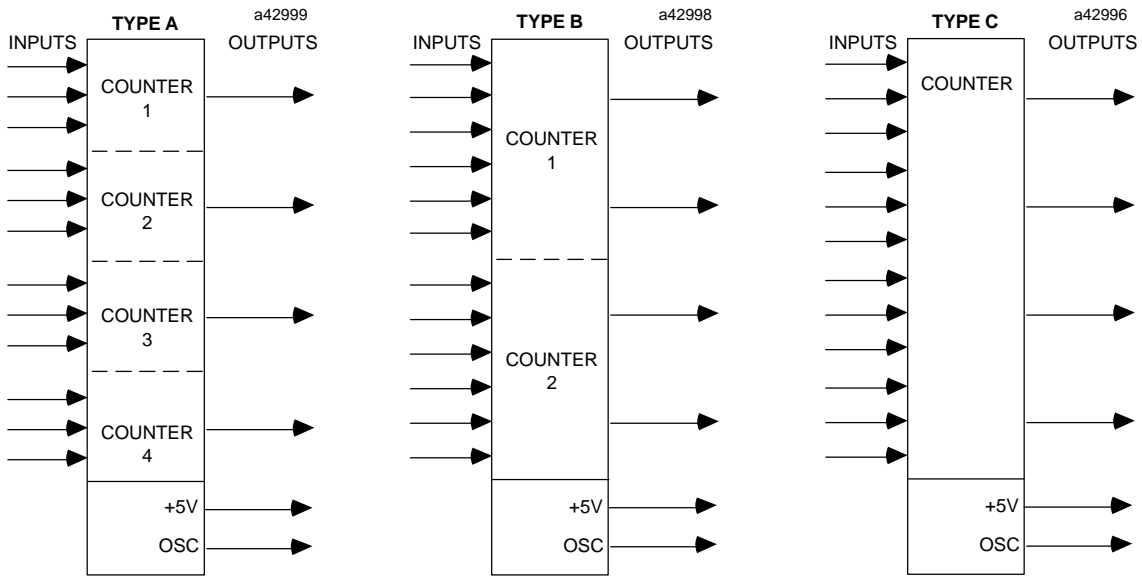 TYPE A
a42999
INPUTS
OUTPUTS
COUNTER
1
COUNTER
2
COUNTER
3
COUNTER
4
+5V
OSC
TYPE B
a42998
INPUTS
OUTPUTS
COUNTER
1
COUNTER
2
+5V
OSC
TYPE C
a42996
INPUTS
OUTPUTS
COUNTER
+5V
OSC